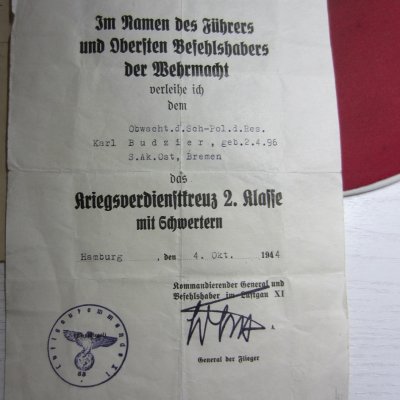 Im Namen des Führers
und Obersten Befehlshabers
der Wehrmacht
verleihe ich
dem
Obwacht.d.Sch-Pol.d.Res.
Karl Budzier, geb.2.4.96
S.Ak.Ost, Bremen
das
Kriegsverdienstkreuz 2. Klasse
mit Schwertern
Hamburg , den 4. Okt. 1944
Kommandierender General und
Befehlshaber im Luftgau XI
General der Flieger
Luftgaukommando XI